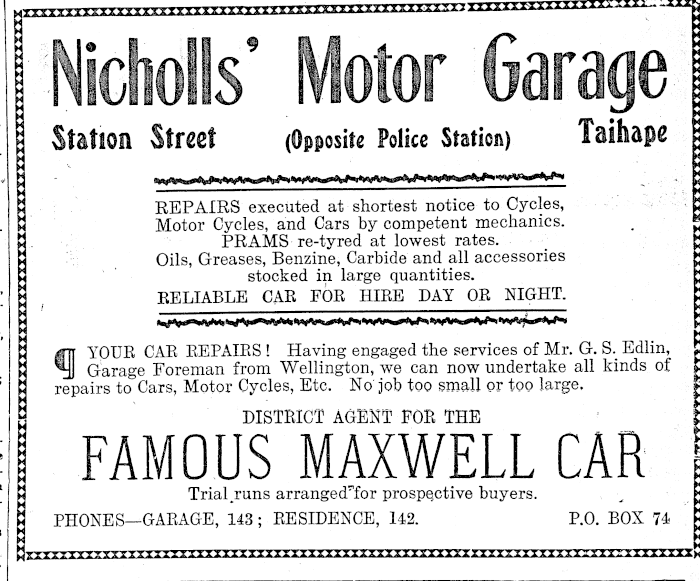 Nicholls' Motor Garage
Station Street (Opposite Police Station) Taihape
REPAIRS executed at shortest notice to Cycles,
Motor Cycles, and Cars by competent mechanics.
PRAMS re-tyred at lowest rates.
Oils, Greases, Benzine, Carbide and all accessories
stocked in large quantities.
RELIABLE CAR FOR HIRE DAY OR NIGHT.
¶ YOUR CAR REPAIRS! Having engaged the services of Mr. G. S. Edlin,
Garage Foreman from Wellington, we can now undertake all kinds of
repairs to Cars, Motor Cycles, Etc. No job too small or too large.
DISTRICT AGENT FOR THE
FAMOUS MAXWELL CAR
Trial runs arranged for prospective buyers.
PHONES—GARAGE, 143; RESIDENCE, 142. P.O. BOX 74